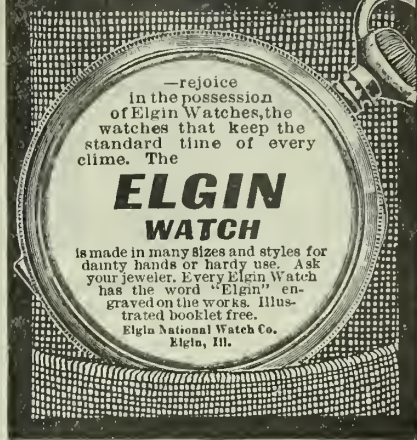 —rejoice
in the possession
of Elgin Watches, the
watches that keep the
standard time of every
clime. The
ELGIN
WATCH
is made in many sizes and styles for
dainty hands or hardy use. Ask
your jeweler. Every Elgin Watch
has the word "Elgin" en-
graved on the works. Illus-
trated booklet free.
Elgin National Watch Co.
Elgin, Ill.